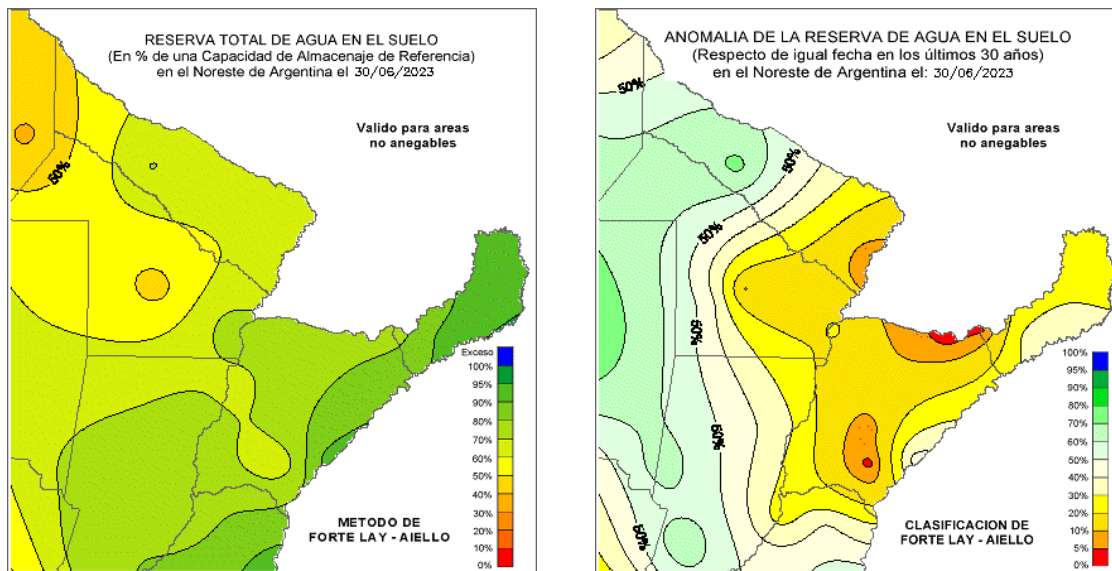 RESERVA TOTAL DE AGUA EN EL SUELO
(En % de una Capacidad de Almacenaje de Referencia)
en el Noreste de Argentina el 30/06/2023
Valido para areas
no anegables
50%
Exceso
100%
95%
90%
80%
70%
60%
50%
40%
30%
20%
10%
0%
METODO DE
FORTE LAY - AIELLO
ANOMALIA DE LA RESERVA DE AGUA EN EL SUELO
(Respecto de igual fecha en los últimos 30 años)
en el Noreste de Argentina el: 30/06/2023
50%
Valido para areas
no anegables
50%
50%
50%
50%
50%
100%
95%
90%
80%
70%
60%
50%
40%
30%
20%
10%
5%
0%
CLASIFICACION DE
FORTE LAY - AIELLO